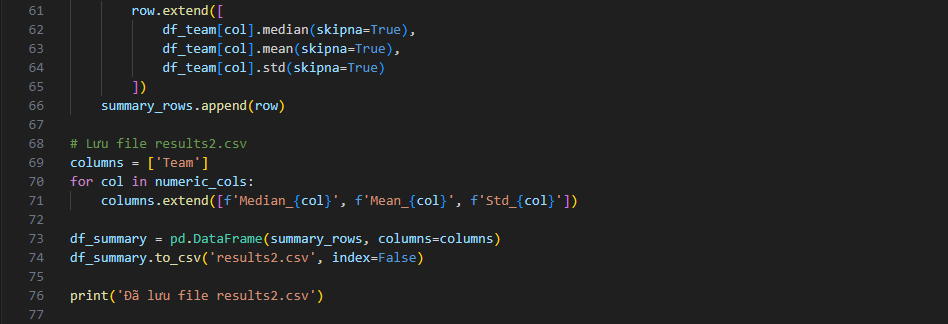 61 row.extend([
62 df_team[col].median(skipna=True),
63 df_team[col].mean(skipna=True),
64 df_team[col].std(skipna=True)
65 ])
66 summary_rows.append(row)
67
68 # Lưu file results2.csv
69 columns = ['Team']
70 for col in numeric_cols:
71 columns.extend([f'Median_{col}', f'Mean_{col}', f'Std_{col}'])
72
73 df_summary = pd.DataFrame(summary_rows, columns=columns)
74 df_summary.to_csv('results2.csv', index=False)
75
76 print('Đã lưu file results2.csv')
77